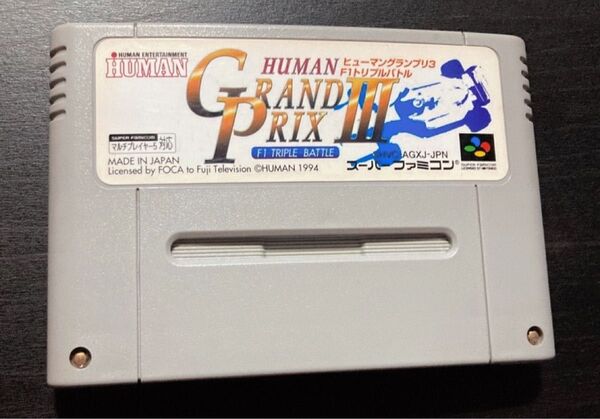 HUMAN ENTERTAINMENT
HUMAN
HUMAN
GRAND
PRIX III
F1 TRIPLE BATTLE
ヒューマングランプリ3
F1トリプルバトル
SUPER FAMICOM
マルチプレイヤー5 対応
MADE IN JAPAN
Licensed by FOCA to Fuji Television ©HUMAN 1994
SHVC-AGXJ-JPN
スーパーファミコン®
SUPER FAMICOM